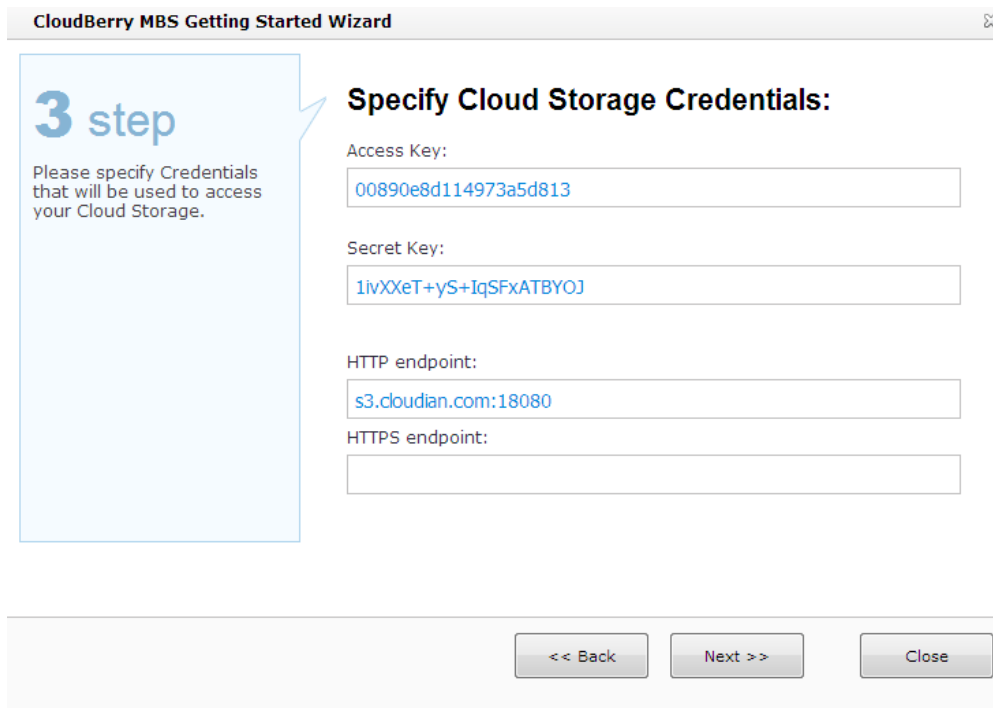 CloudBerry MBS Getting Started Wizard
3 step
Please specify Credentials
that will be used to access
your Cloud Storage.
Specify Cloud Storage Credentials:
Access Key:
00890e8d114973a5d813
Secret Key:
1ivXXeT+yS+IqSFxATBYOJ
HTTP endpoint:
s3.cloudian.com:18080
HTTPS endpoint:
<< Back
Next >>
Close